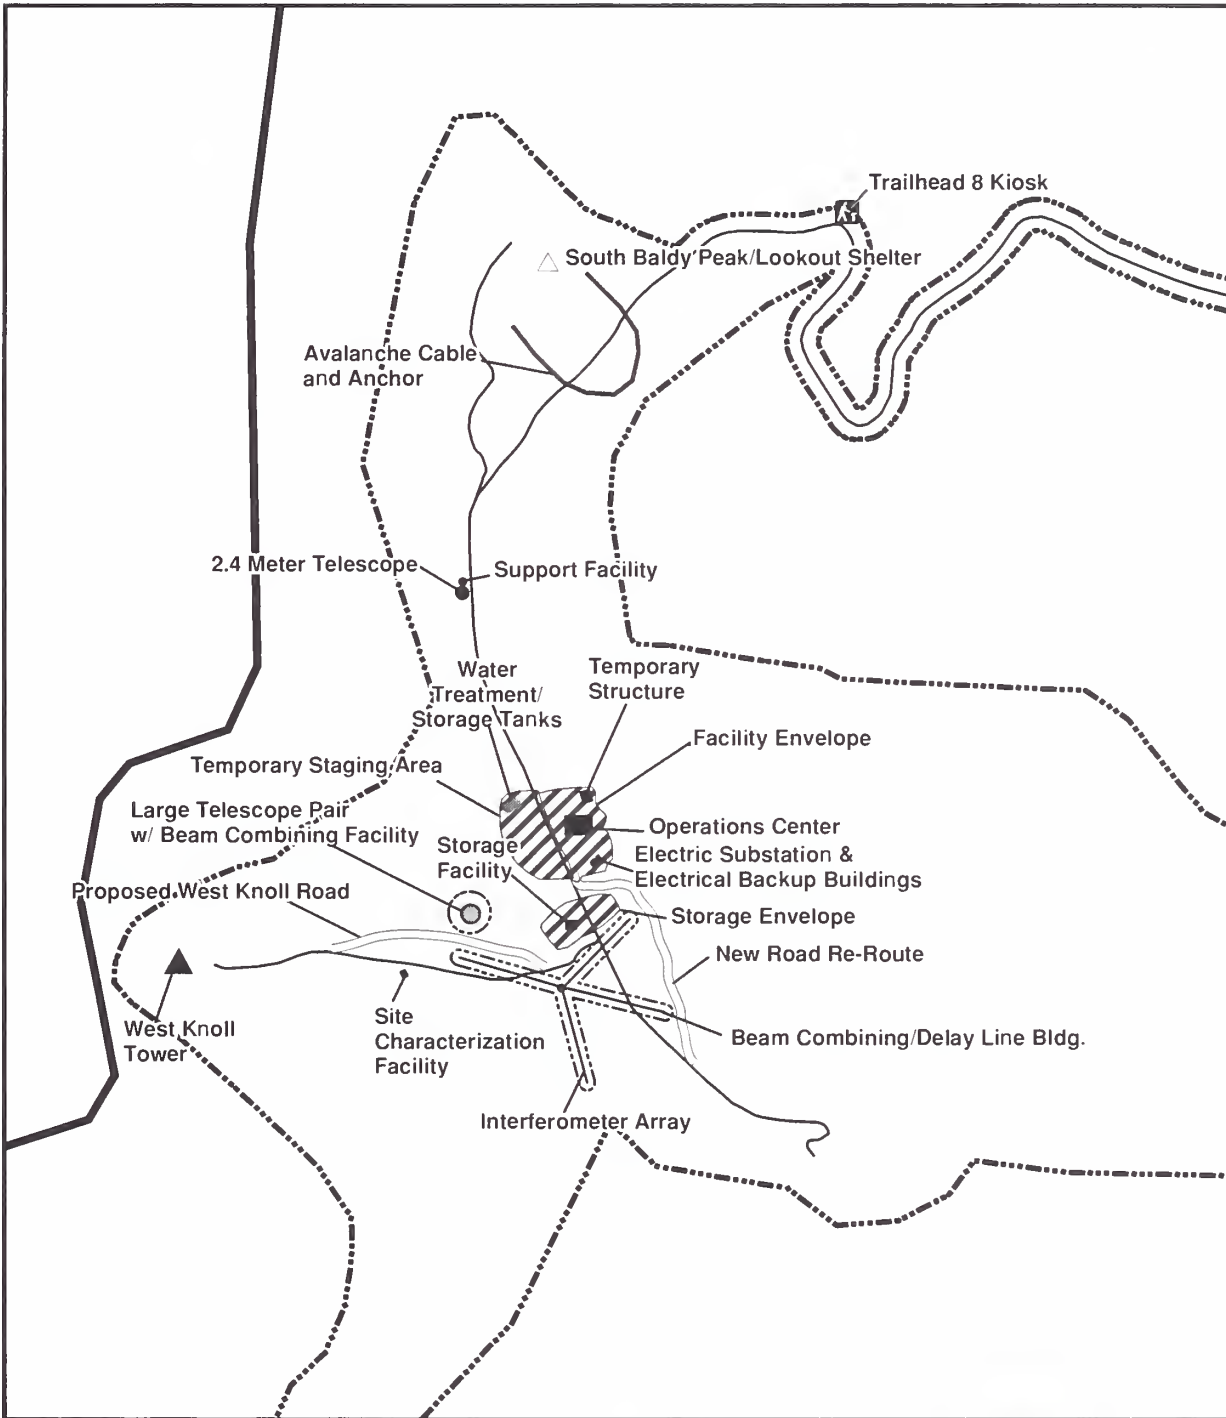 Trailhead 8 Kiosk
South Baldy Peak/Lookout Shelter
Avalanche Cable
and Anchor
2.4 Meter Telescope
Support Facility
Water
Treatment/
Storage Tanks
Temporary
Structure
Facility Envelope
Temporary Staging Area
Large Telescope Pair
w/ Beam Combining Facility
Operations Center
Storage
Facility
Electric Substation &
Electrical Backup Buildings
Proposed West Knoll Road
Storage Envelope
New Road Re-Route
West Knoll
Tower
Site
Characterization
Facility
Beam Combining/Delay Line Bldg.
Interferometer Array